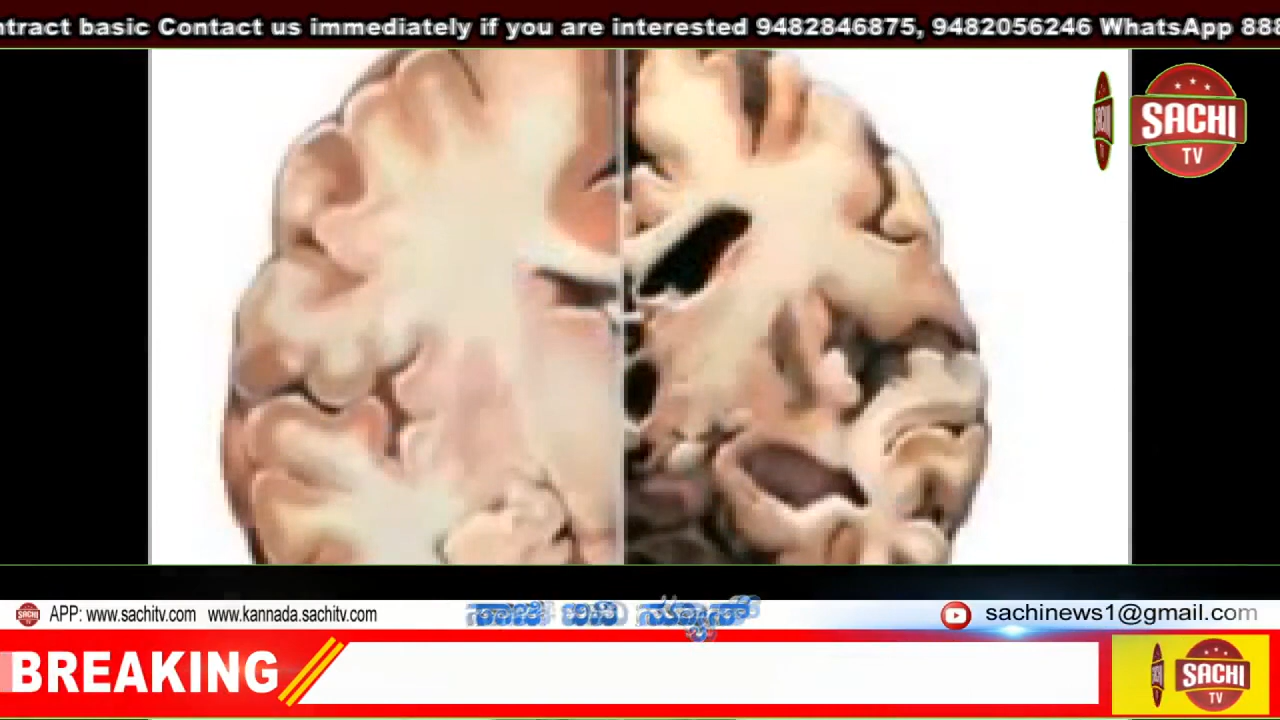 ntract basic Contact us immediately if you are interested 9482846875, 9482056246 WhatsApp 888
SACHI
SACHI
TV
APP: www.sachitv.com www.kannada.sachitv.com
ಸಾಚಿ ಟಿವಿ ನ್ಯೂಸ್
sachinews1@gmail.com
BREAKING
SACHI
TV